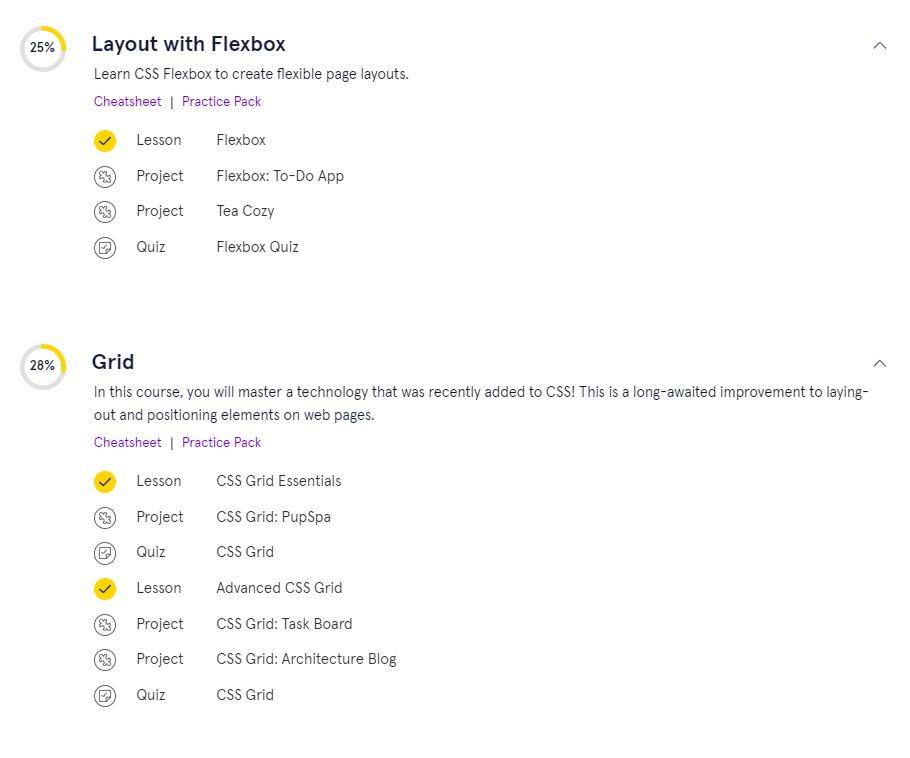 25%
Layout with Flexbox
Learn CSS Flexbox to create flexible page layouts.
Cheatsheet | Practice Pack
Lesson Flexbox
Project Flexbox: To-Do App
Project Tea Cozy
Quiz Flexbox Quiz
28%
Grid
In this course, you will master a technology that was recently added to CSS! This is a long-awaited improvement to laying-
out and positioning elements on web pages.
Cheatsheet | Practice Pack
Lesson CSS Grid Essentials
Project CSS Grid: PupSpa
Quiz CSS Grid
Lesson Advanced CSS Grid
Project CSS Grid: Task Board
Project CSS Grid: Architecture Blog
Quiz CSS Grid